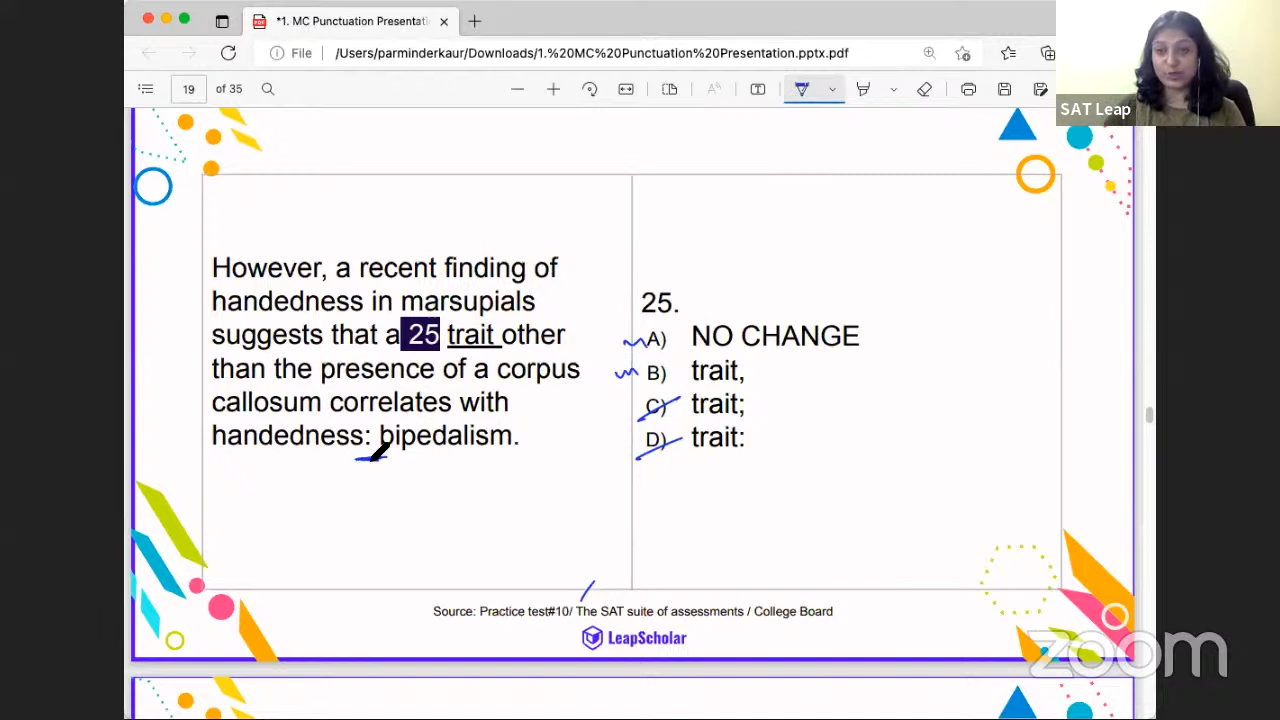 *1. MC Punctuation Presentati
File
/Users/parminderkaur/Downloads/1.%20MC%20Punctuation%20Presentation.pptx.pdf
19 of 35
SAT Leap
However, a recent finding of
handedness in marsupials
suggests that a 25 trait other
than the presence of a corpus
callosum correlates with
handedness: bipedalism.
25.
A) NO CHANGE
B) trait,
C) trait;
D) trait:
Source: Practice test#10/ The SAT suite of assessments / College Board
LeapScholar
zoom